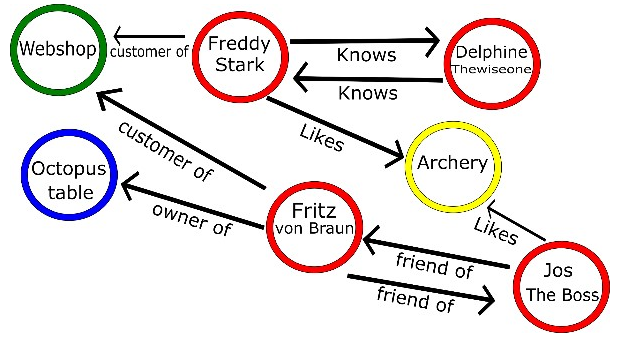 Webshop
customer of
Freddy
Stark
Knows
Knows
Delphine
Thewiseone
Likes
Archery
customer of
Octopus
table
owner of
Fritz
von Braun
friend of
friend of
Likes
Jos
The Boss